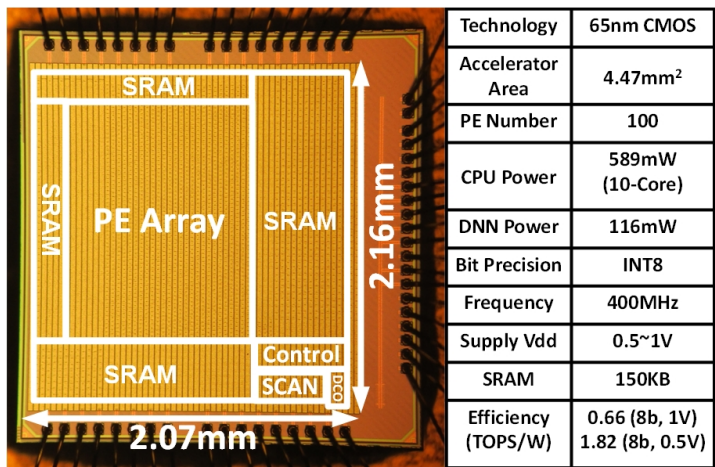 SRAM
SRAM
PE Array
SRAM
2.16mm
SRAM
Control
SCAN
DCO
2.07mm
Technology 65nm CMOS
Accelerator
Area
4.47mm²
PE Number 100
CPU Power
589mW
(10-Core)
DNN Power 116mW
Bit Precision INT8
Frequency 400MHz
Supply Vdd 0.5~1V
SRAM 150KB
Efficiency
(TOPS/W)
0.66 (8b, 1V)
1.82 (8b, 0.5V)